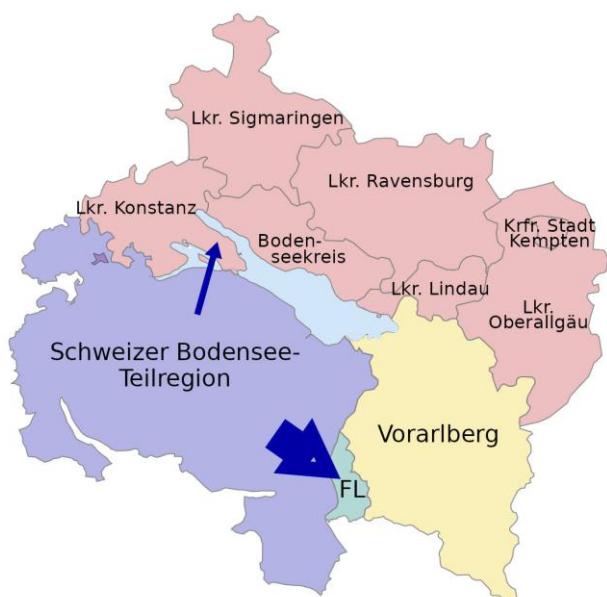 Lkr. Sigmaringen
Lkr. Ravensburg
Lkr. Konstanz
Boden-
seekreis
Krfr. Stadt
Kempten
Lkr. Lindau
Lkr.
Oberallgäu
Schweizer Bodensee-
Teilregion
Vorarlberg
FL